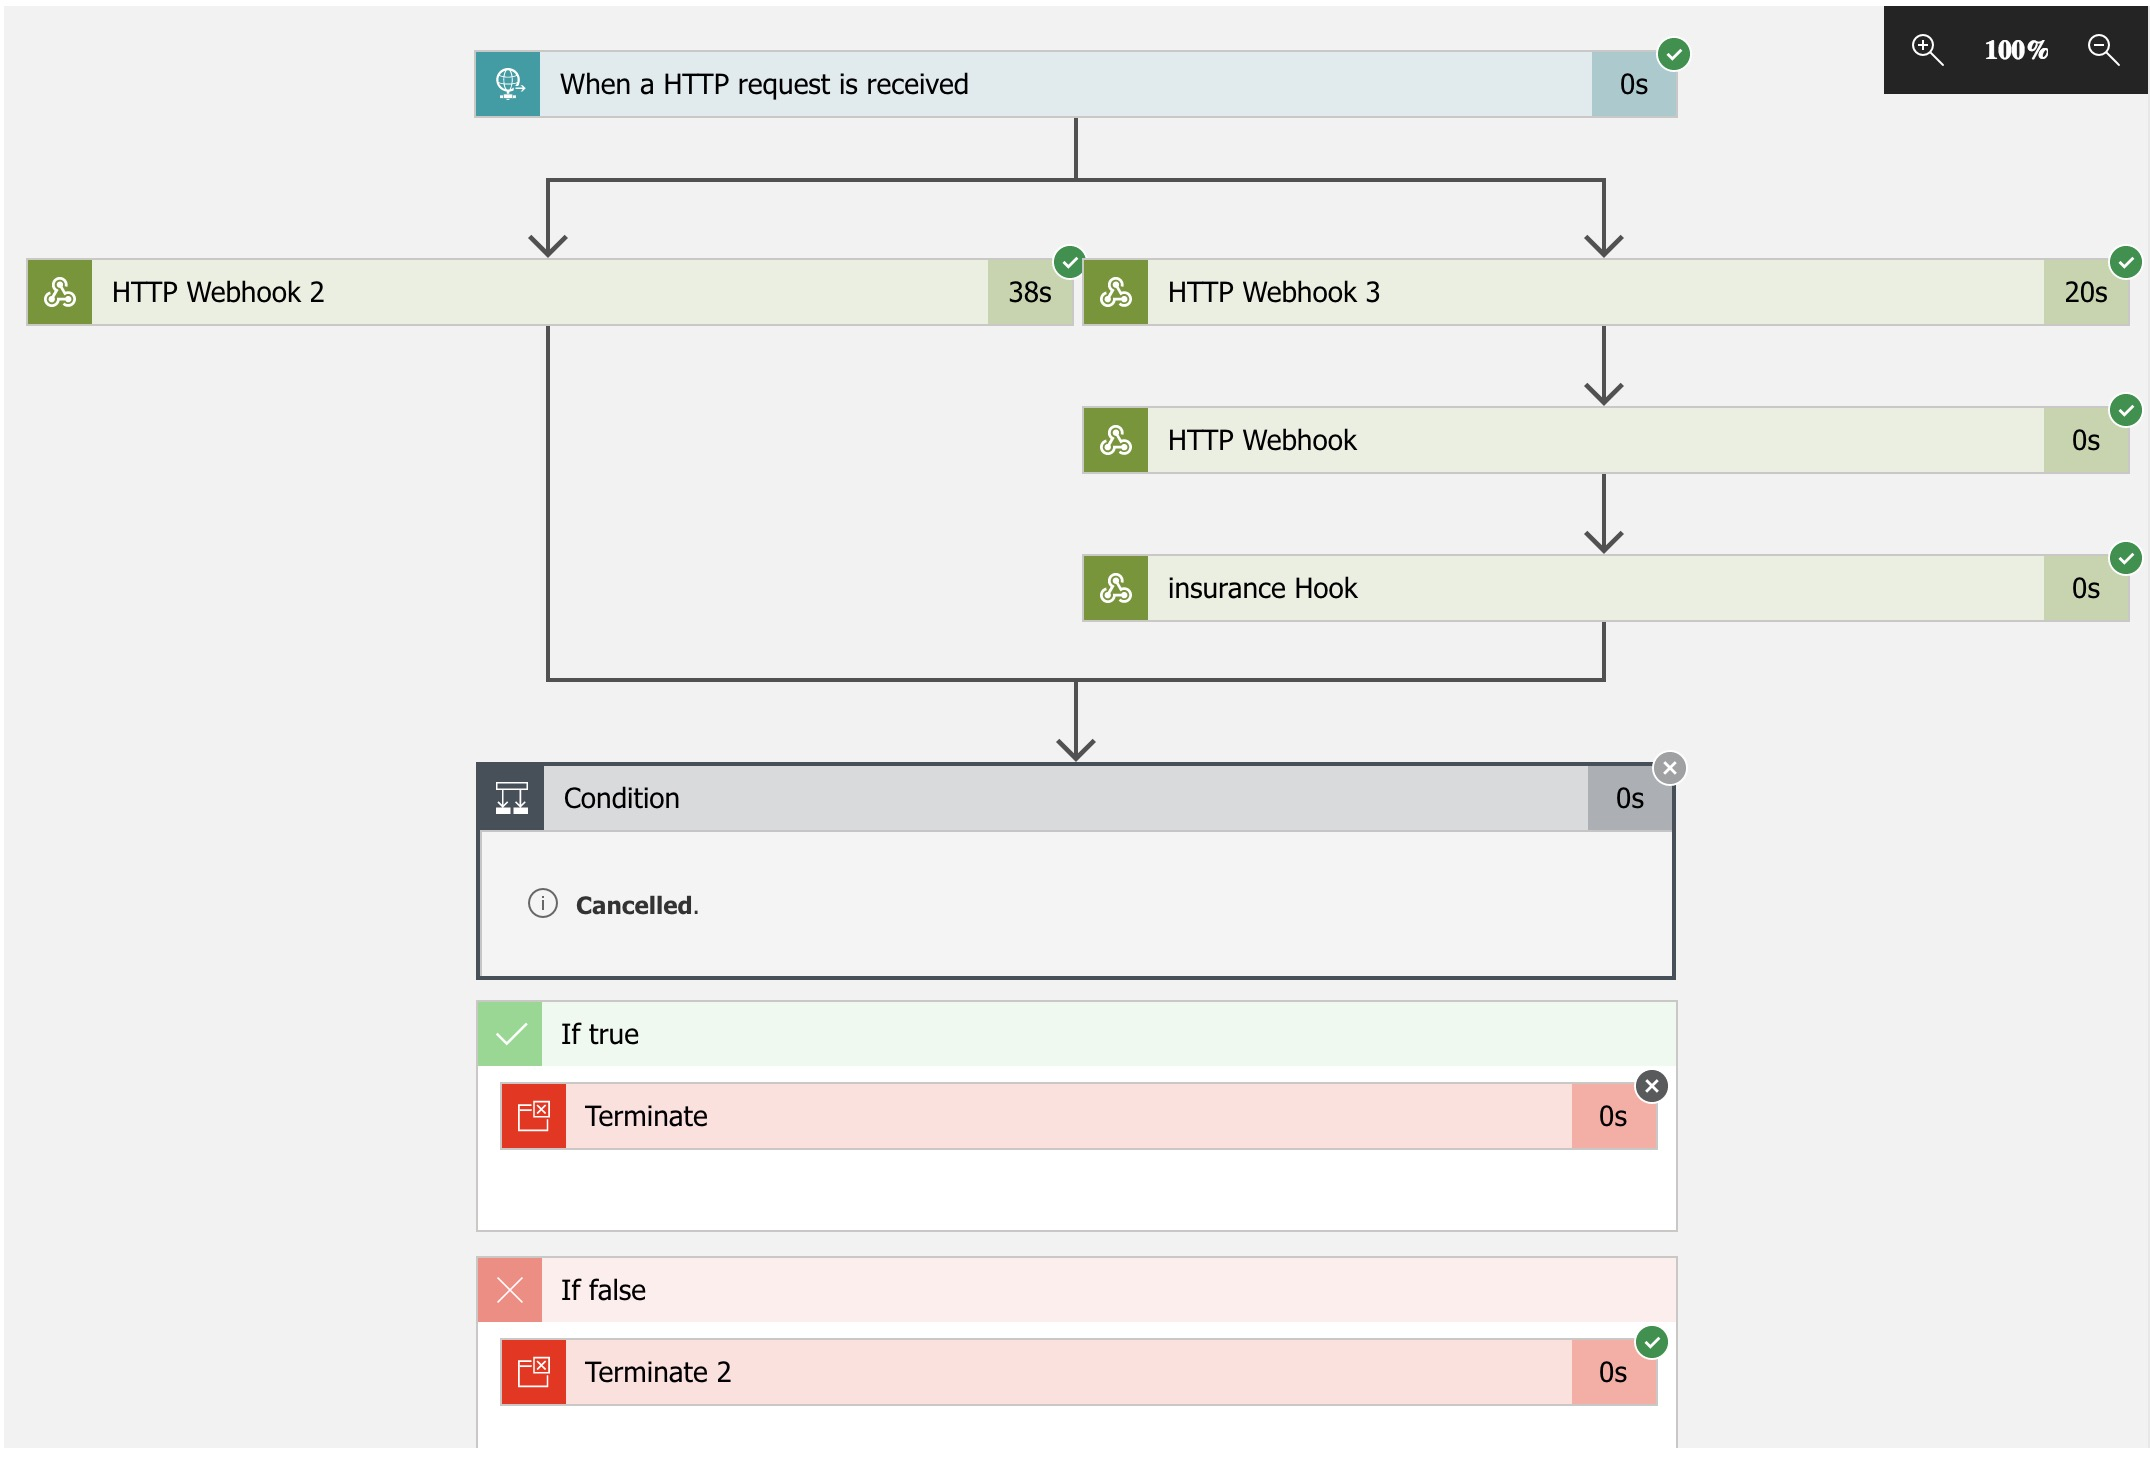 When a HTTP request is received
0s
100%
HTTP Webhook 2
38s
HTTP Webhook 3
20s
HTTP Webhook
0s
insurance Hook
0s
Condition
0s
Cancelled.
If true
Terminate
0s
If false
Terminate 2
0s